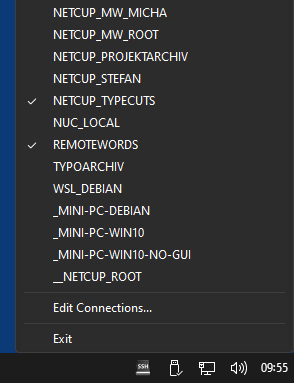 NETCUP_MW_MICHA
NETCUP_MW_ROOT
NETCUP_PROJEKTARCHIV
NETCUP_STEFAN
NETCUP_TYPECUTS
NUC_LOCAL
REMOTEWORDS
TYPOARCHIV
WSL_DEBIAN
_MINI-PC-DEBIAN
_MINI-PC-WIN10
_MINI-PC-WIN10-NO-GUI
__NETCUP_ROOT
Edit Connections...
Exit
SSH 09:55